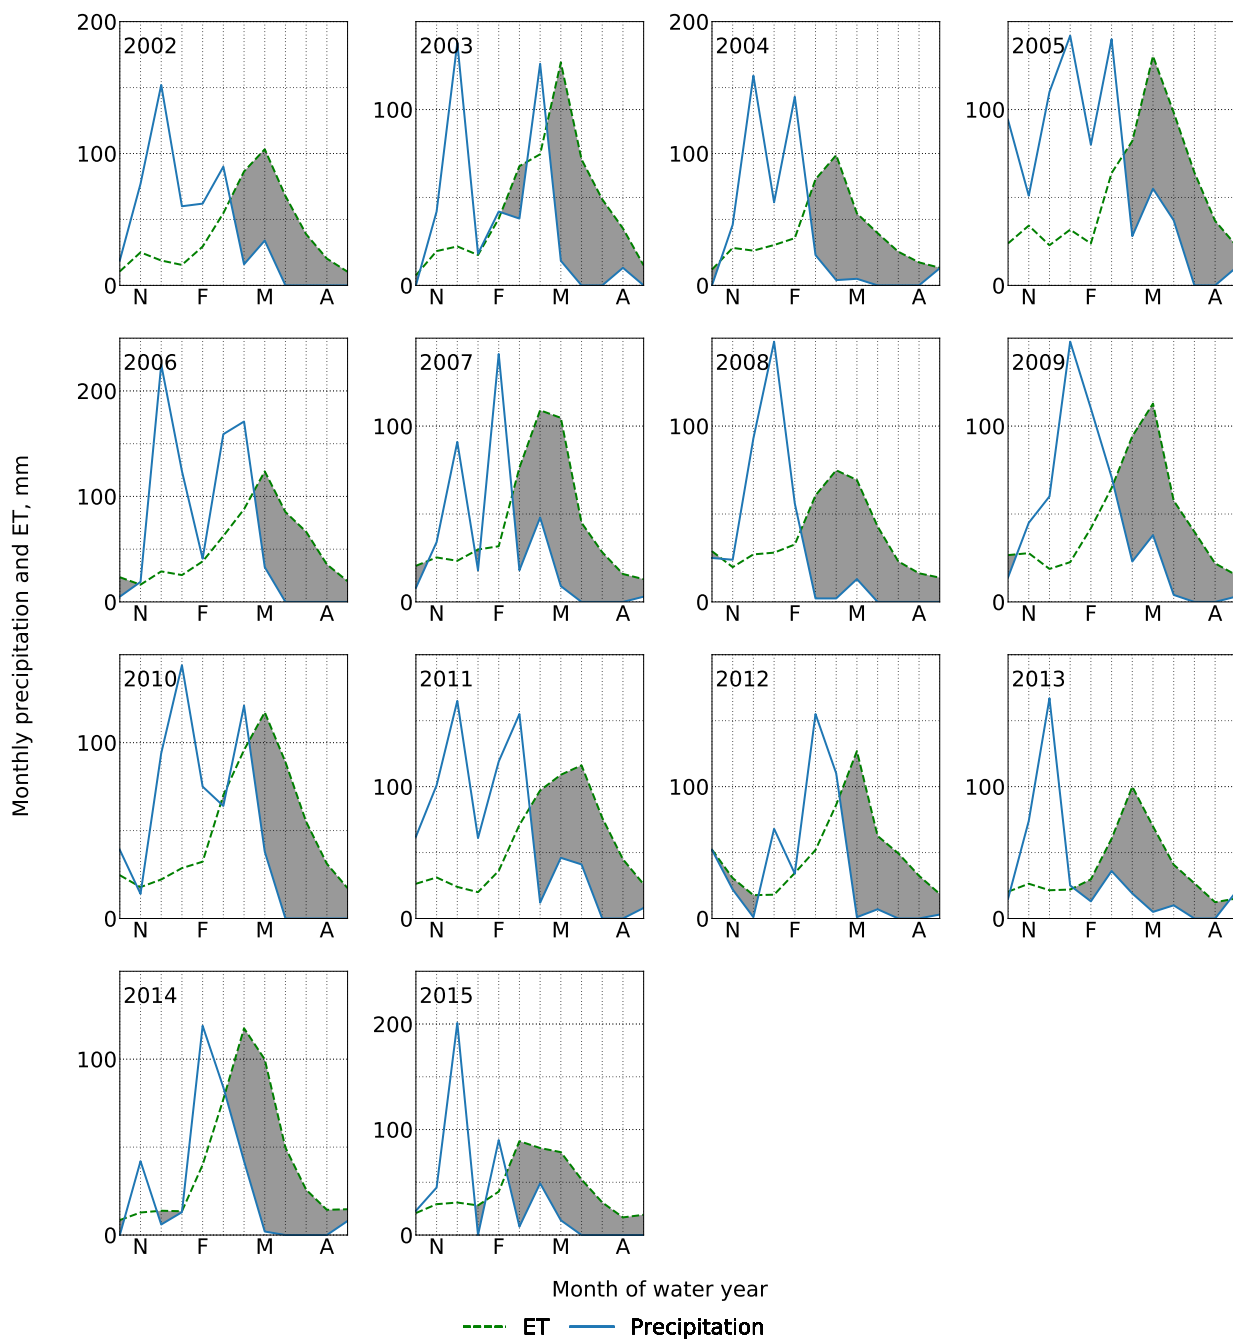 200 2002 2003 200 2004 2005
100 100 100 100
0 0 0 0
N F M A N F M A N F M A N F M A
2006 2007 2008 2009
200
100 100 100 100
0 0 0 0
N F M A N F M A N F M A N F M A
Monthly precipitation and ET, mm
2010 2011 2012 2013
100 100 100 100
0 0 0 0
N F M A N F M A N F M A N F M A
2014 2015
200
100 100
0 0
N F M A N F M A
Month of water year
ET Precipitation